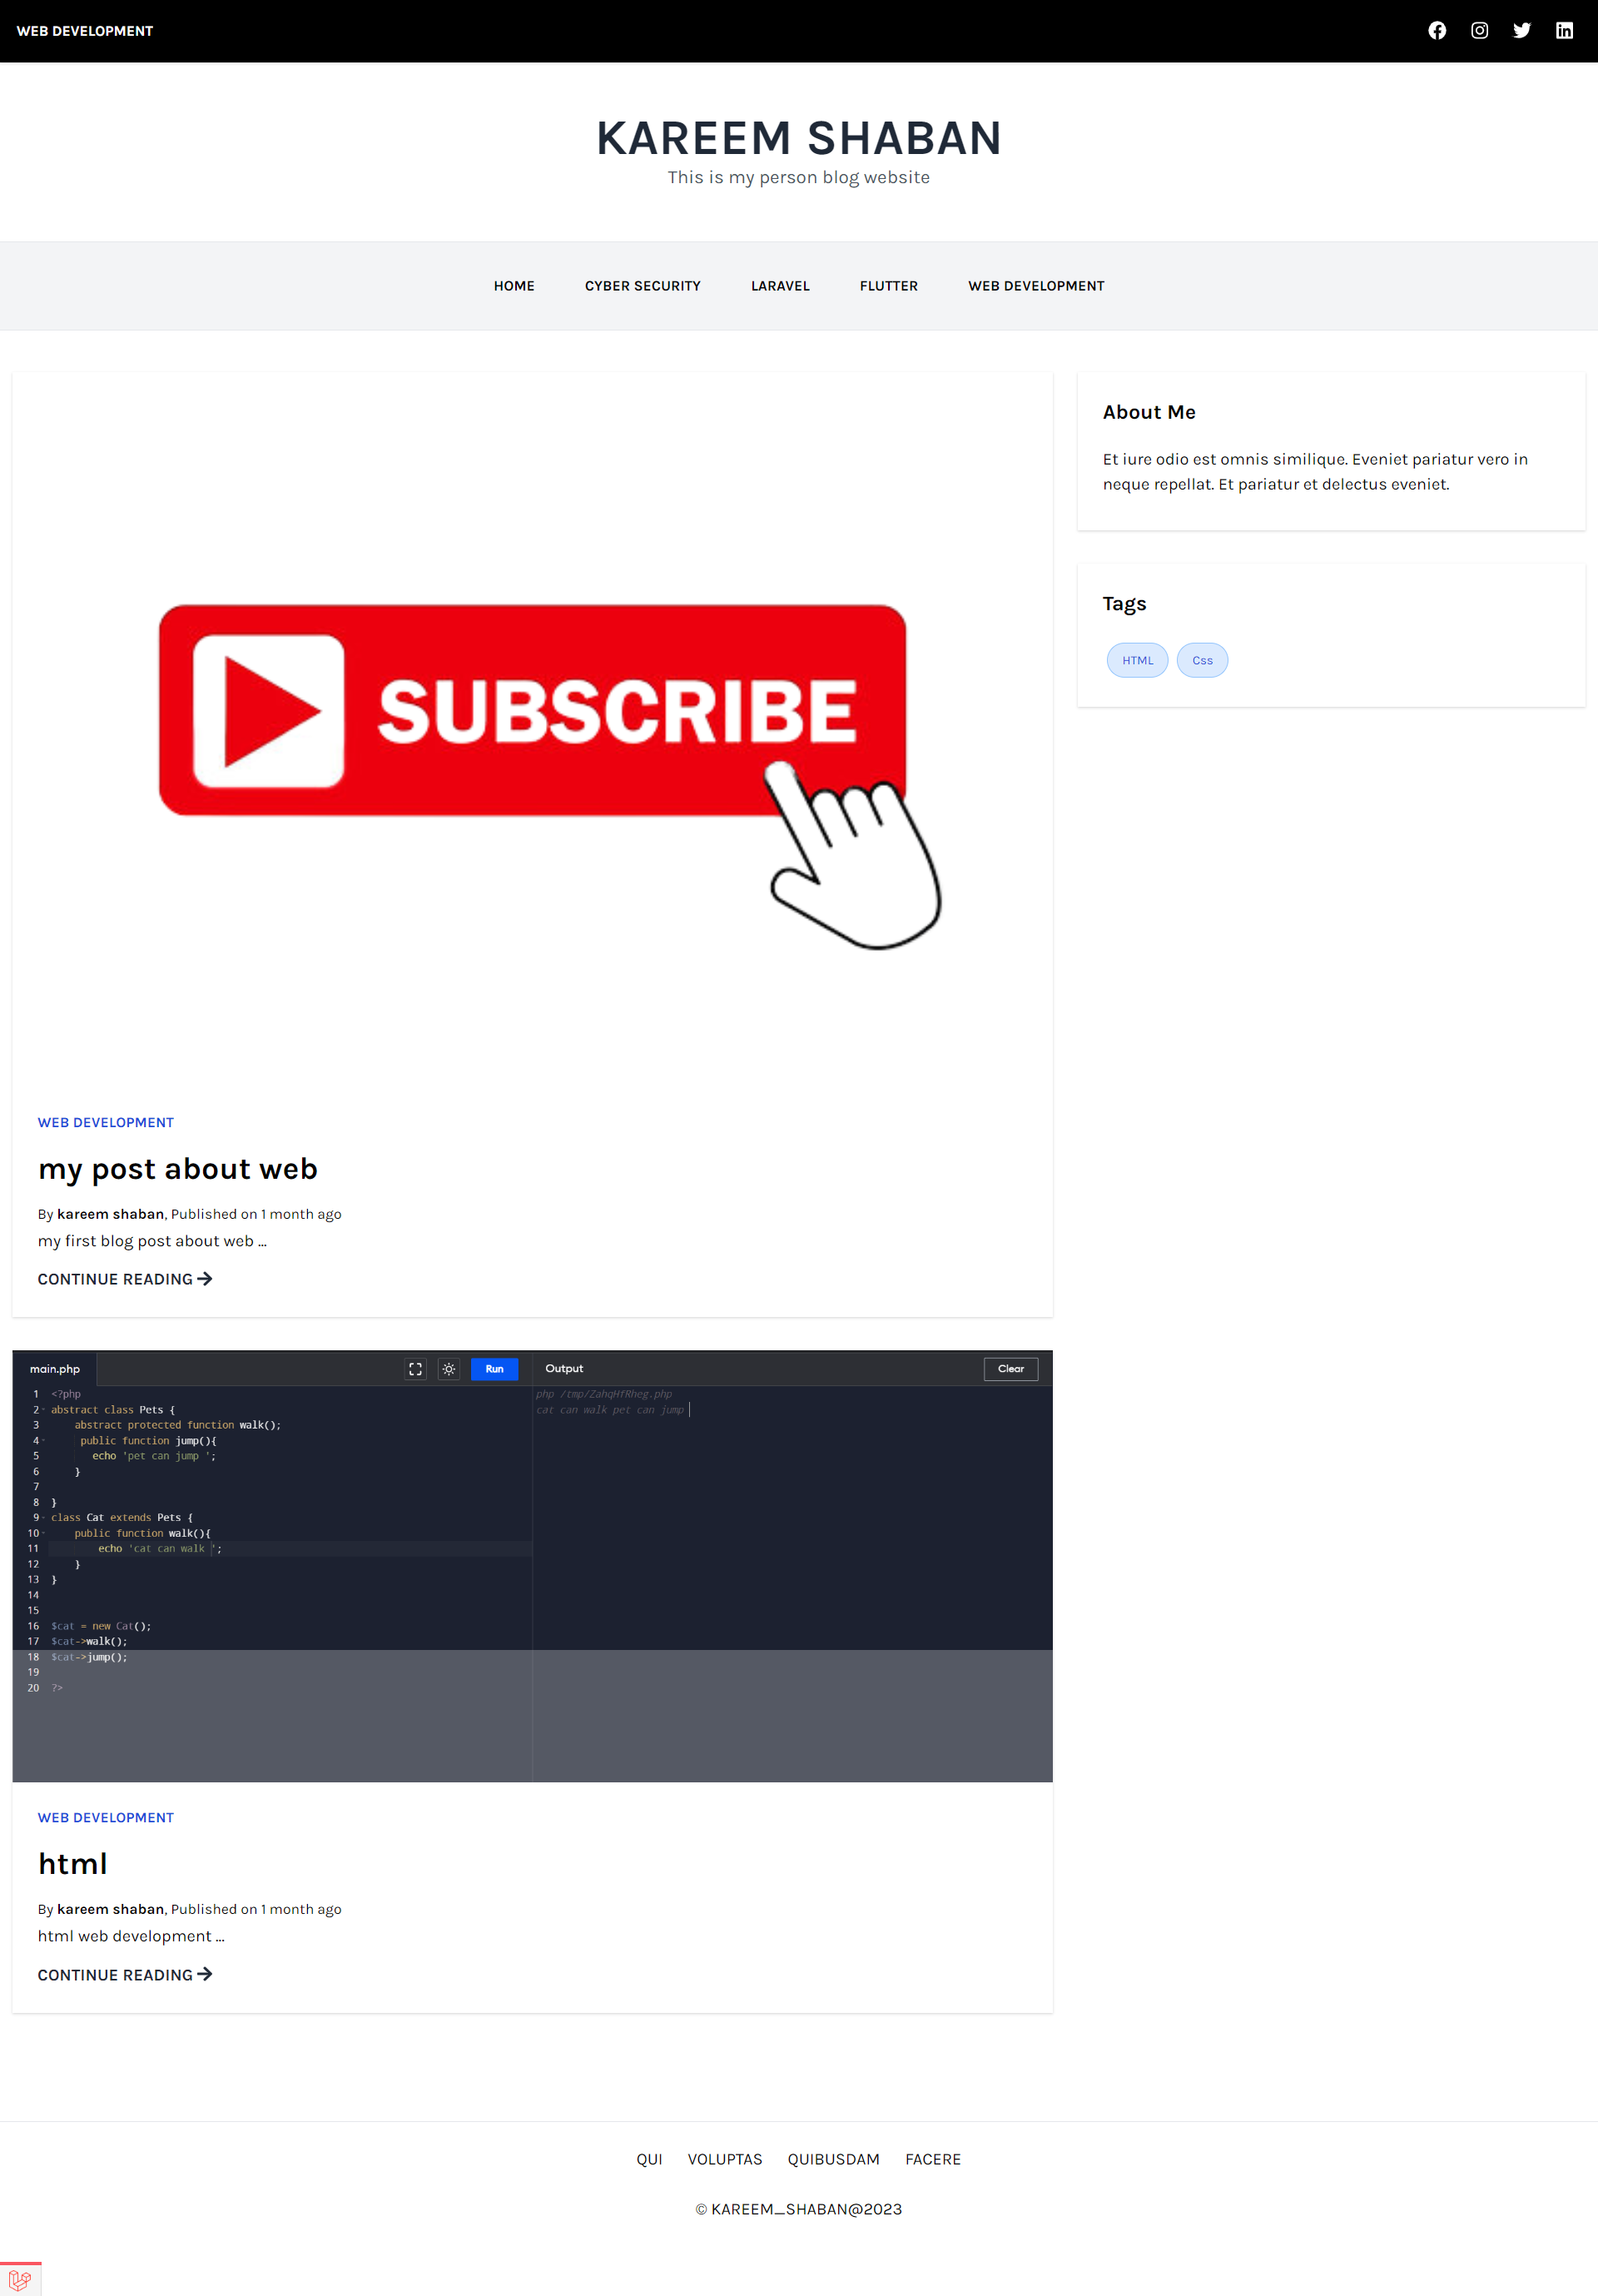 WEB DEVELOPMENT
KAREEM SHABAN
This is my person blog website
HOME CYBER SECURITY LARAVEL FLUTTER WEB DEVELOPMENT
SUBSCRIBE
WEB DEVELOPMENT
my post about web
By kareem shaban, Published on 1 month ago
my first blog post about web ...
CONTINUE READING
main.php Run Output Clear
1 <?php
2 abstract class Pets {
3 abstract protected function walk();
4 public function jump(){
5 echo 'pet can jump ';
6 }
7
8 }
9 class Cat extends Pets {
10 public function walk(){
11 echo 'cat can walk ';
12 }
13 }
14
15
16 $cat = new Cat();
17 $cat->walk();
18 $cat->jump();
19
20 ?>
php /tmp/ZahqHfRheg.php
cat can walk pet can jump
WEB DEVELOPMENT
html
By kareem shaban, Published on 1 month ago
html web development ...
CONTINUE READING
About Me
Et iure odio est omnis similique. Eveniet pariatur vero in
neque repellat. Et pariatur et delectus eveniet.
Tags
HTML Css
QUI VOLUPTAS QUIBUSDAM FACERE
© KAREEM_SHABAN@2023